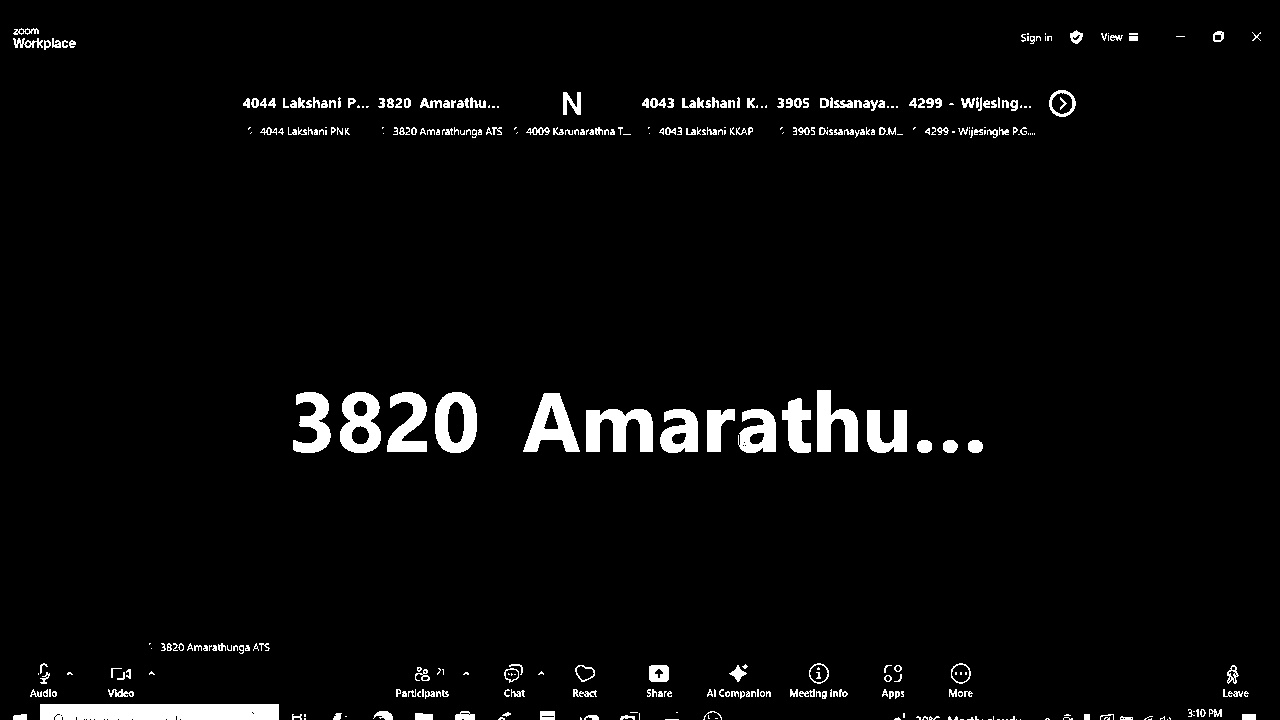 zoom
Workplace
Sign in View
4044 Lakshani P... 3820 Amarathu... N 4043 Lakshani K... 3905 Dissanaya... 4299 - Wijesing...
4044 Lakshani PNK 3820 Amarathunga ATS 4009 Karunarathna T... 4043 Lakshani KKAP 3905 Dissanayaka D.M... 4299 - Wijesinghe P.G....
3820 Amarathu...
3820 Amarathunga ATS
21
Audio Video Participants Chat React Share AI Companion Meeting info Apps More Leave
3:10 PM
Mostly cloudy